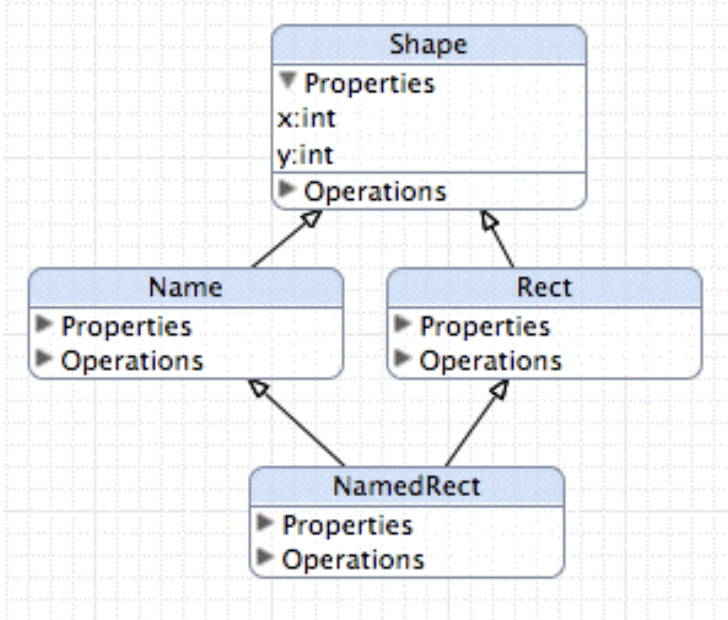 Shape
Properties
x:int
y:int
Operations
Name
Properties
Operations
Rect
Properties
Operations
NamedRect
Properties
Operations